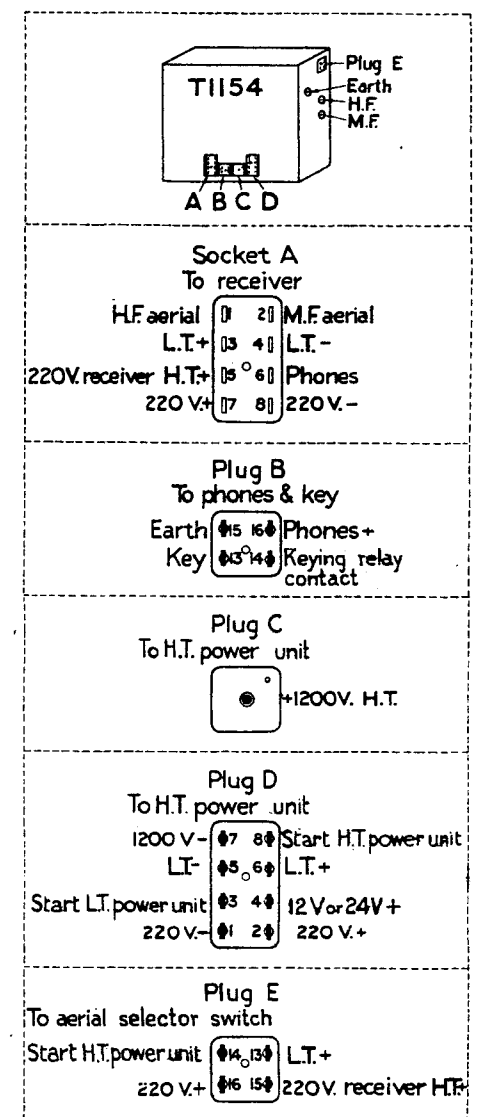 Plug E
T1154
Earth
H.F.
M.F.
A B C D
Socket A
To receiver
H.F. aerial 1 2 M.F. aerial
L.T.+ 3 4 L.T.-
220V. receiver H.T.+ 5 6 Phones
220 V.+ 7 8 220 V.-
Plug B
To phones & key
Earth 15 16 Phones+
Key 13 14 Keying relay
contact
Plug C
To H.T. power unit
+1200V. H.T.
Plug D
To H.T. power unit
1200 V- 7 8 Start H.T. power unit
L.T- 5 6 L.T.+
Start L.T. power unit 3 4 12V or 24V+
220 V.- 1 2 220 V.+
Plug E
To aerial selector switch
Start H.T. power unit 14 13 L.T.+
220 V.+ 16 15 220V. receiver H.T.+